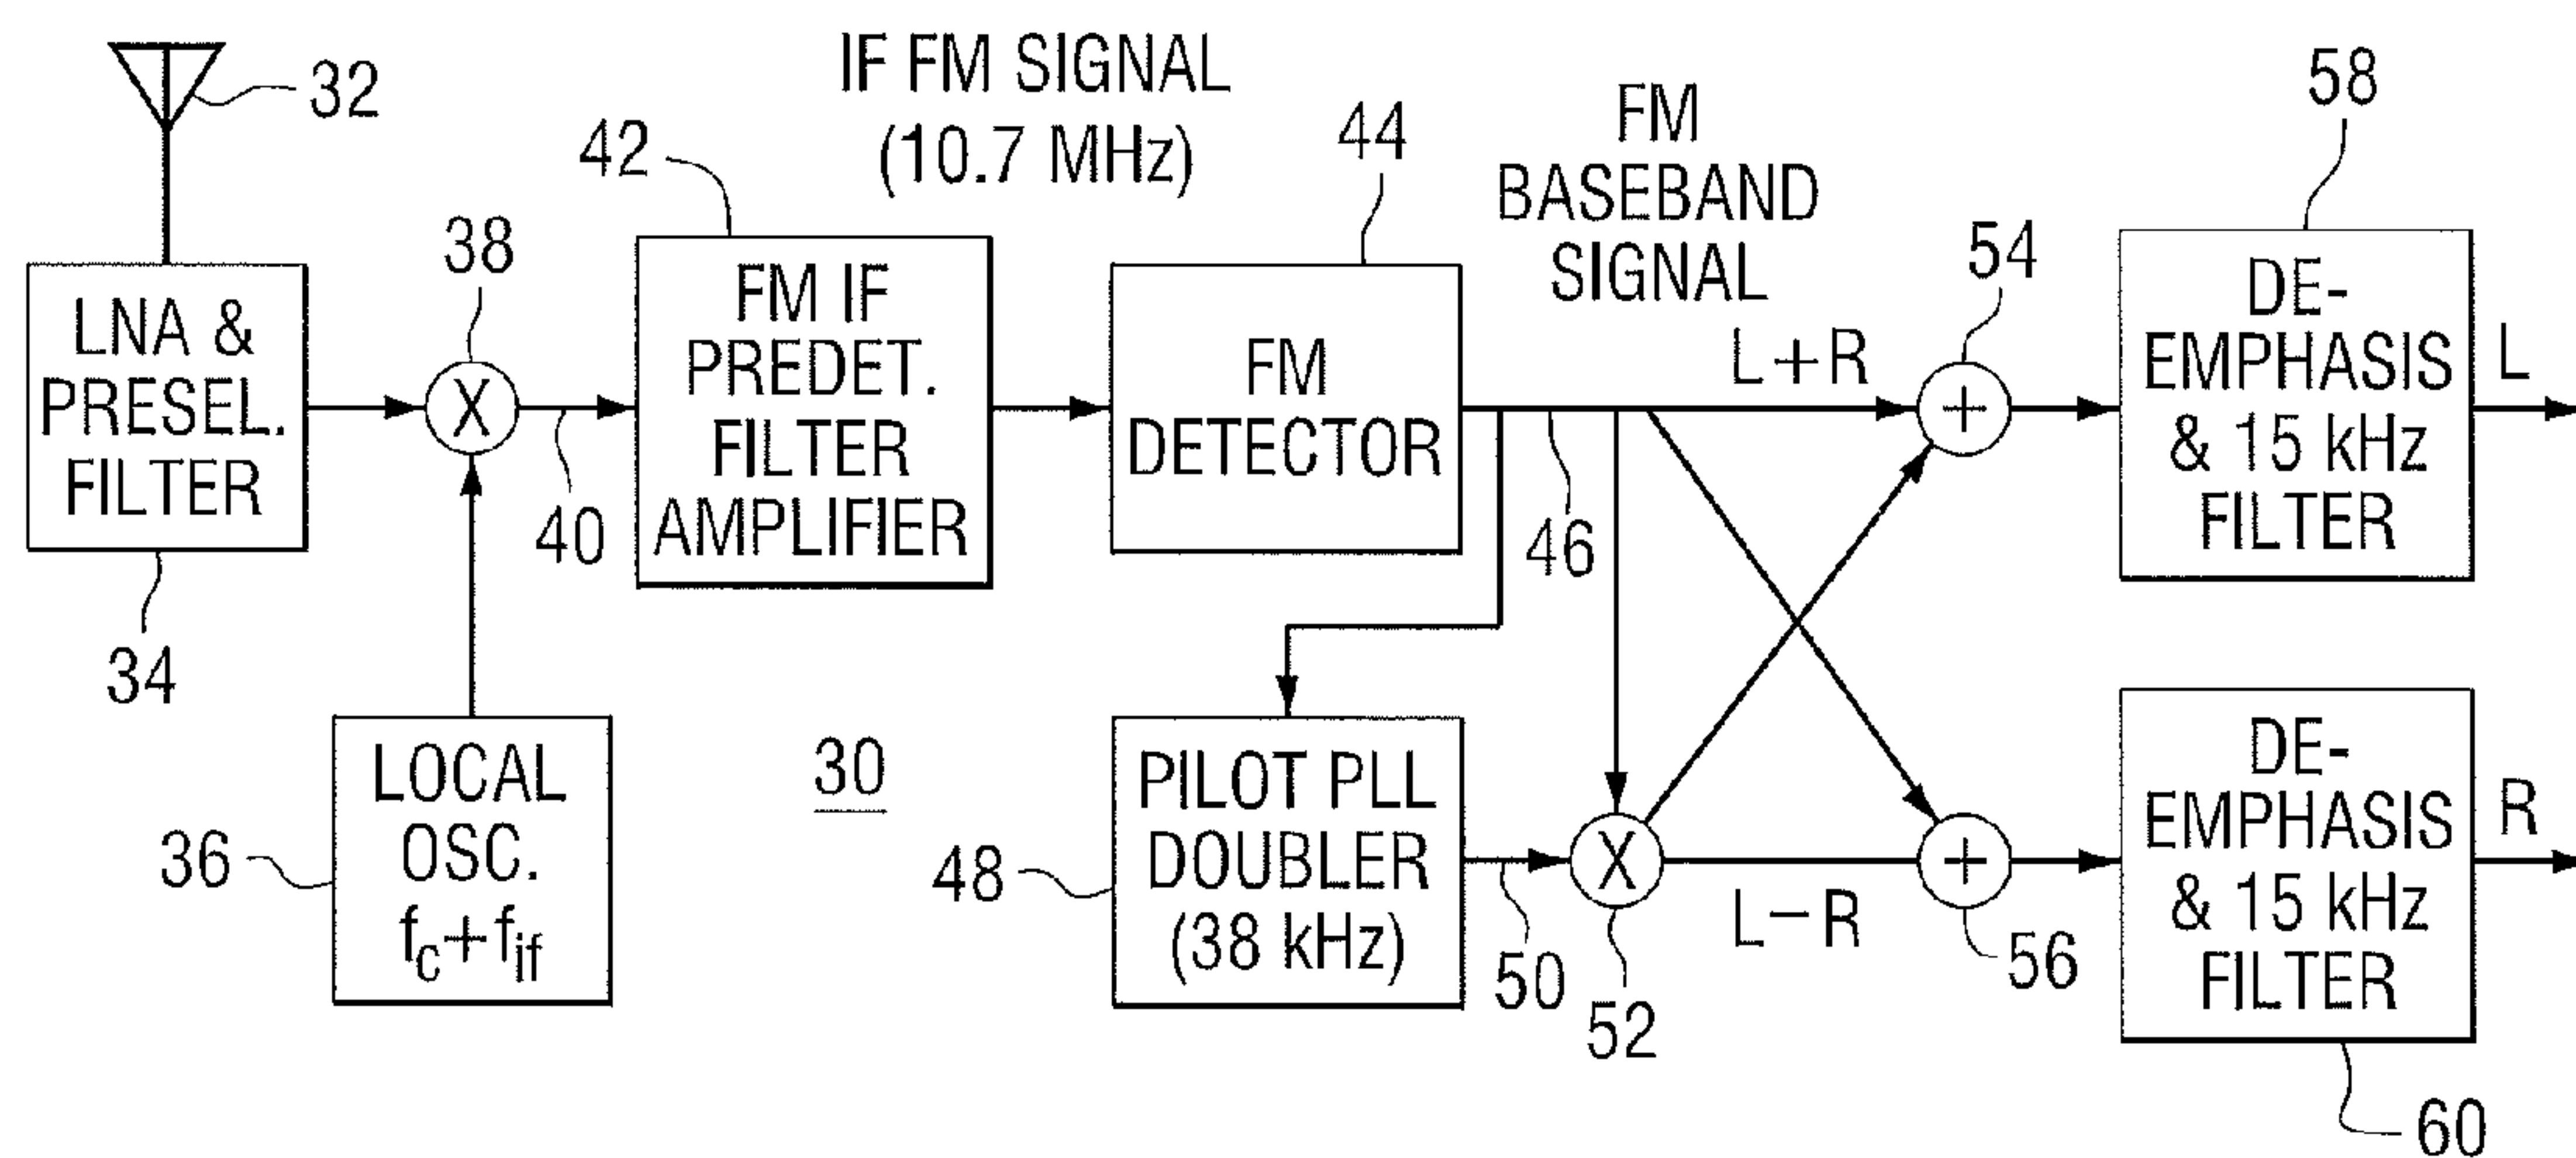 32
LNA &
PRESEL.
FILTER
34
38
X
40
LOCAL
OSC.
fc+fif
36
30
IF FM SIGNAL
(10.7 MHz)
42
FM IF
PREDET.
FILTER
AMPLIFIER
44
FM
DETECTOR
FM
BASEBAND
SIGNAL
46
PILOT PLL
DOUBLER
(38 kHz)
48
50
X
52
L+R
54
+
L−R
+
56
58
DE-
EMPHASIS
& 15 kHz
FILTER
L
DE-
EMPHASIS
& 15 kHz
FILTER
R
60